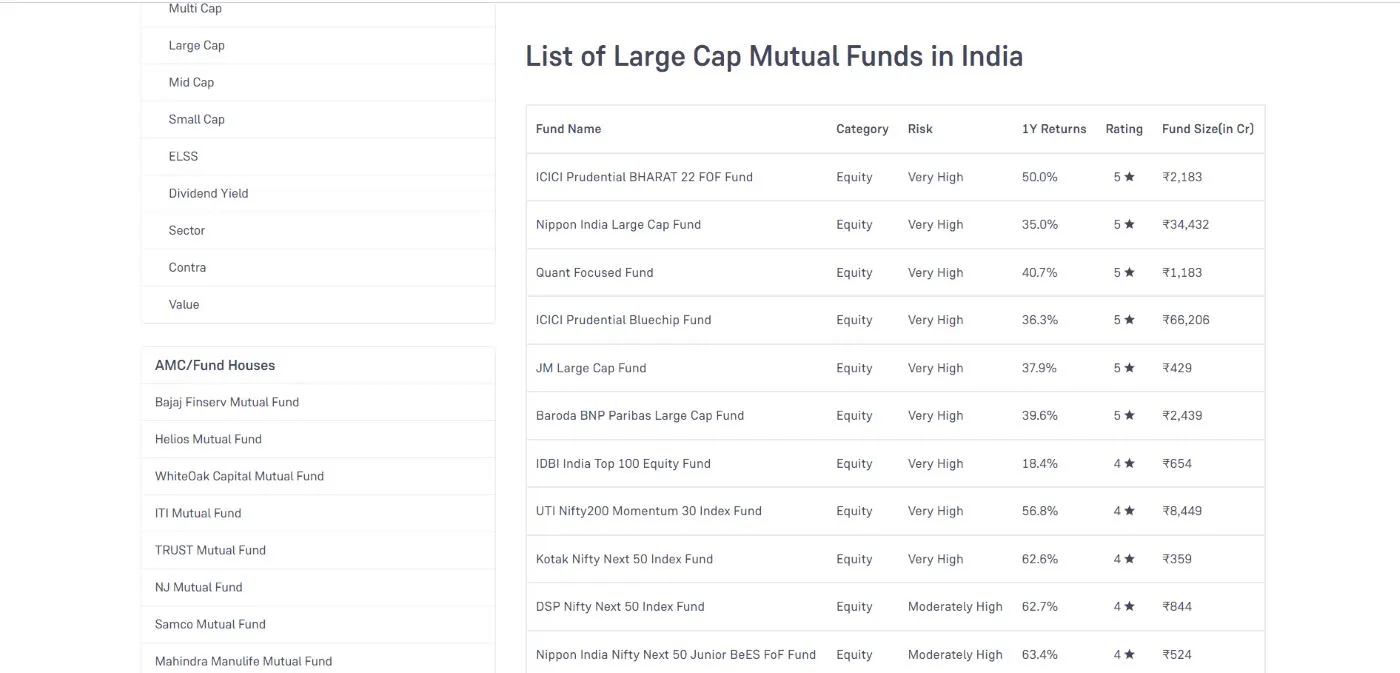 Multi Cap
Large Cap
Mid Cap
Small Cap
ELSS
Dividend Yield
Sector
Contra
Value
AMC/Fund Houses
Bajaj Finserv Mutual Fund
Helios Mutual Fund
WhiteOak Capital Mutual Fund
ITI Mutual Fund
TRUST Mutual Fund
NJ Mutual Fund
Samco Mutual Fund
Mahindra Manulife Mutual Fund
List of Large Cap Mutual Funds in India
Fund Name Category Risk 1Y Returns Rating Fund Size(in Cr)
ICICI Prudential BHARAT 22 FOF Fund Equity Very High 50.0% 5 ★ ₹2,183
Nippon India Large Cap Fund Equity Very High 35.0% 5 ★ ₹34,432
Quant Focused Fund Equity Very High 40.7% 5 ★ ₹1,183
ICICI Prudential Bluechip Fund Equity Very High 36.3% 5 ★ ₹66,206
JM Large Cap Fund Equity Very High 37.9% 5 ★ ₹429
Baroda BNP Paribas Large Cap Fund Equity Very High 39.6% 5 ★ ₹2,439
IDBI India Top 100 Equity Fund Equity Very High 18.4% 4 ★ ₹654
UTI Nifty200 Momentum 30 Index Fund Equity Very High 56.8% 4 ★ ₹8,449
Kotak Nifty Next 50 Index Fund Equity Very High 62.6% 4 ★ ₹359
DSP Nifty Next 50 Index Fund Equity Moderately High 62.7% 4 ★ ₹844
Nippon India Nifty Next 50 Junior BeES FoF Fund Equity Moderately High 63.4% 4 ★ ₹524